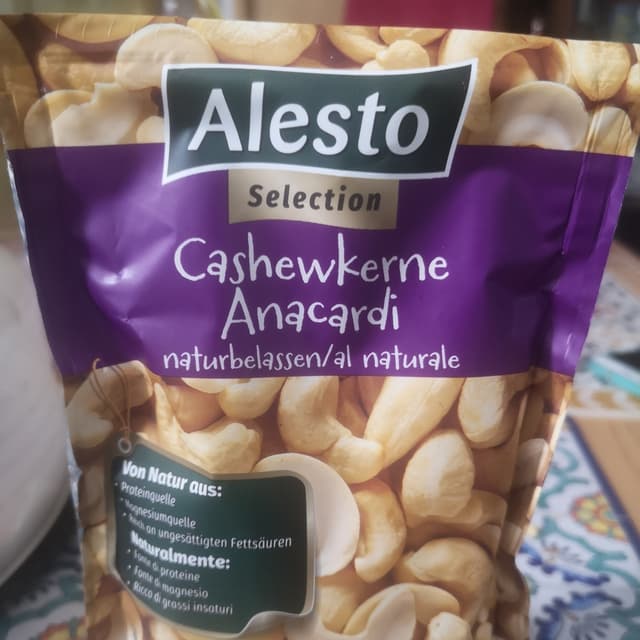 Alesto
Selection
Cashewkerne
Anacardi
naturbelassen/al naturale
Von Natur aus:
• Proteinquelle
• Magnesiumquelle
• Reich an ungesättigten Fettsäuren
Naturalmente:
• Fonte di proteine
• Fonte di magnesio
• Ricco di grassi insaturi